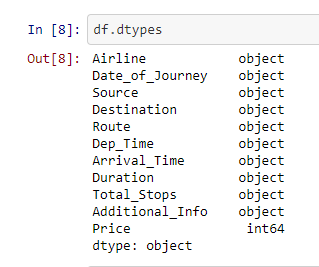 In [8]: df.dtypes
Out[8]: Airline object
Date_of_Journey object
Source object
Destination object
Route object
Dep_Time object
Arrival_Time object
Duration object
Total_Stops object
Additional_Info object
Price int64
dtype: object